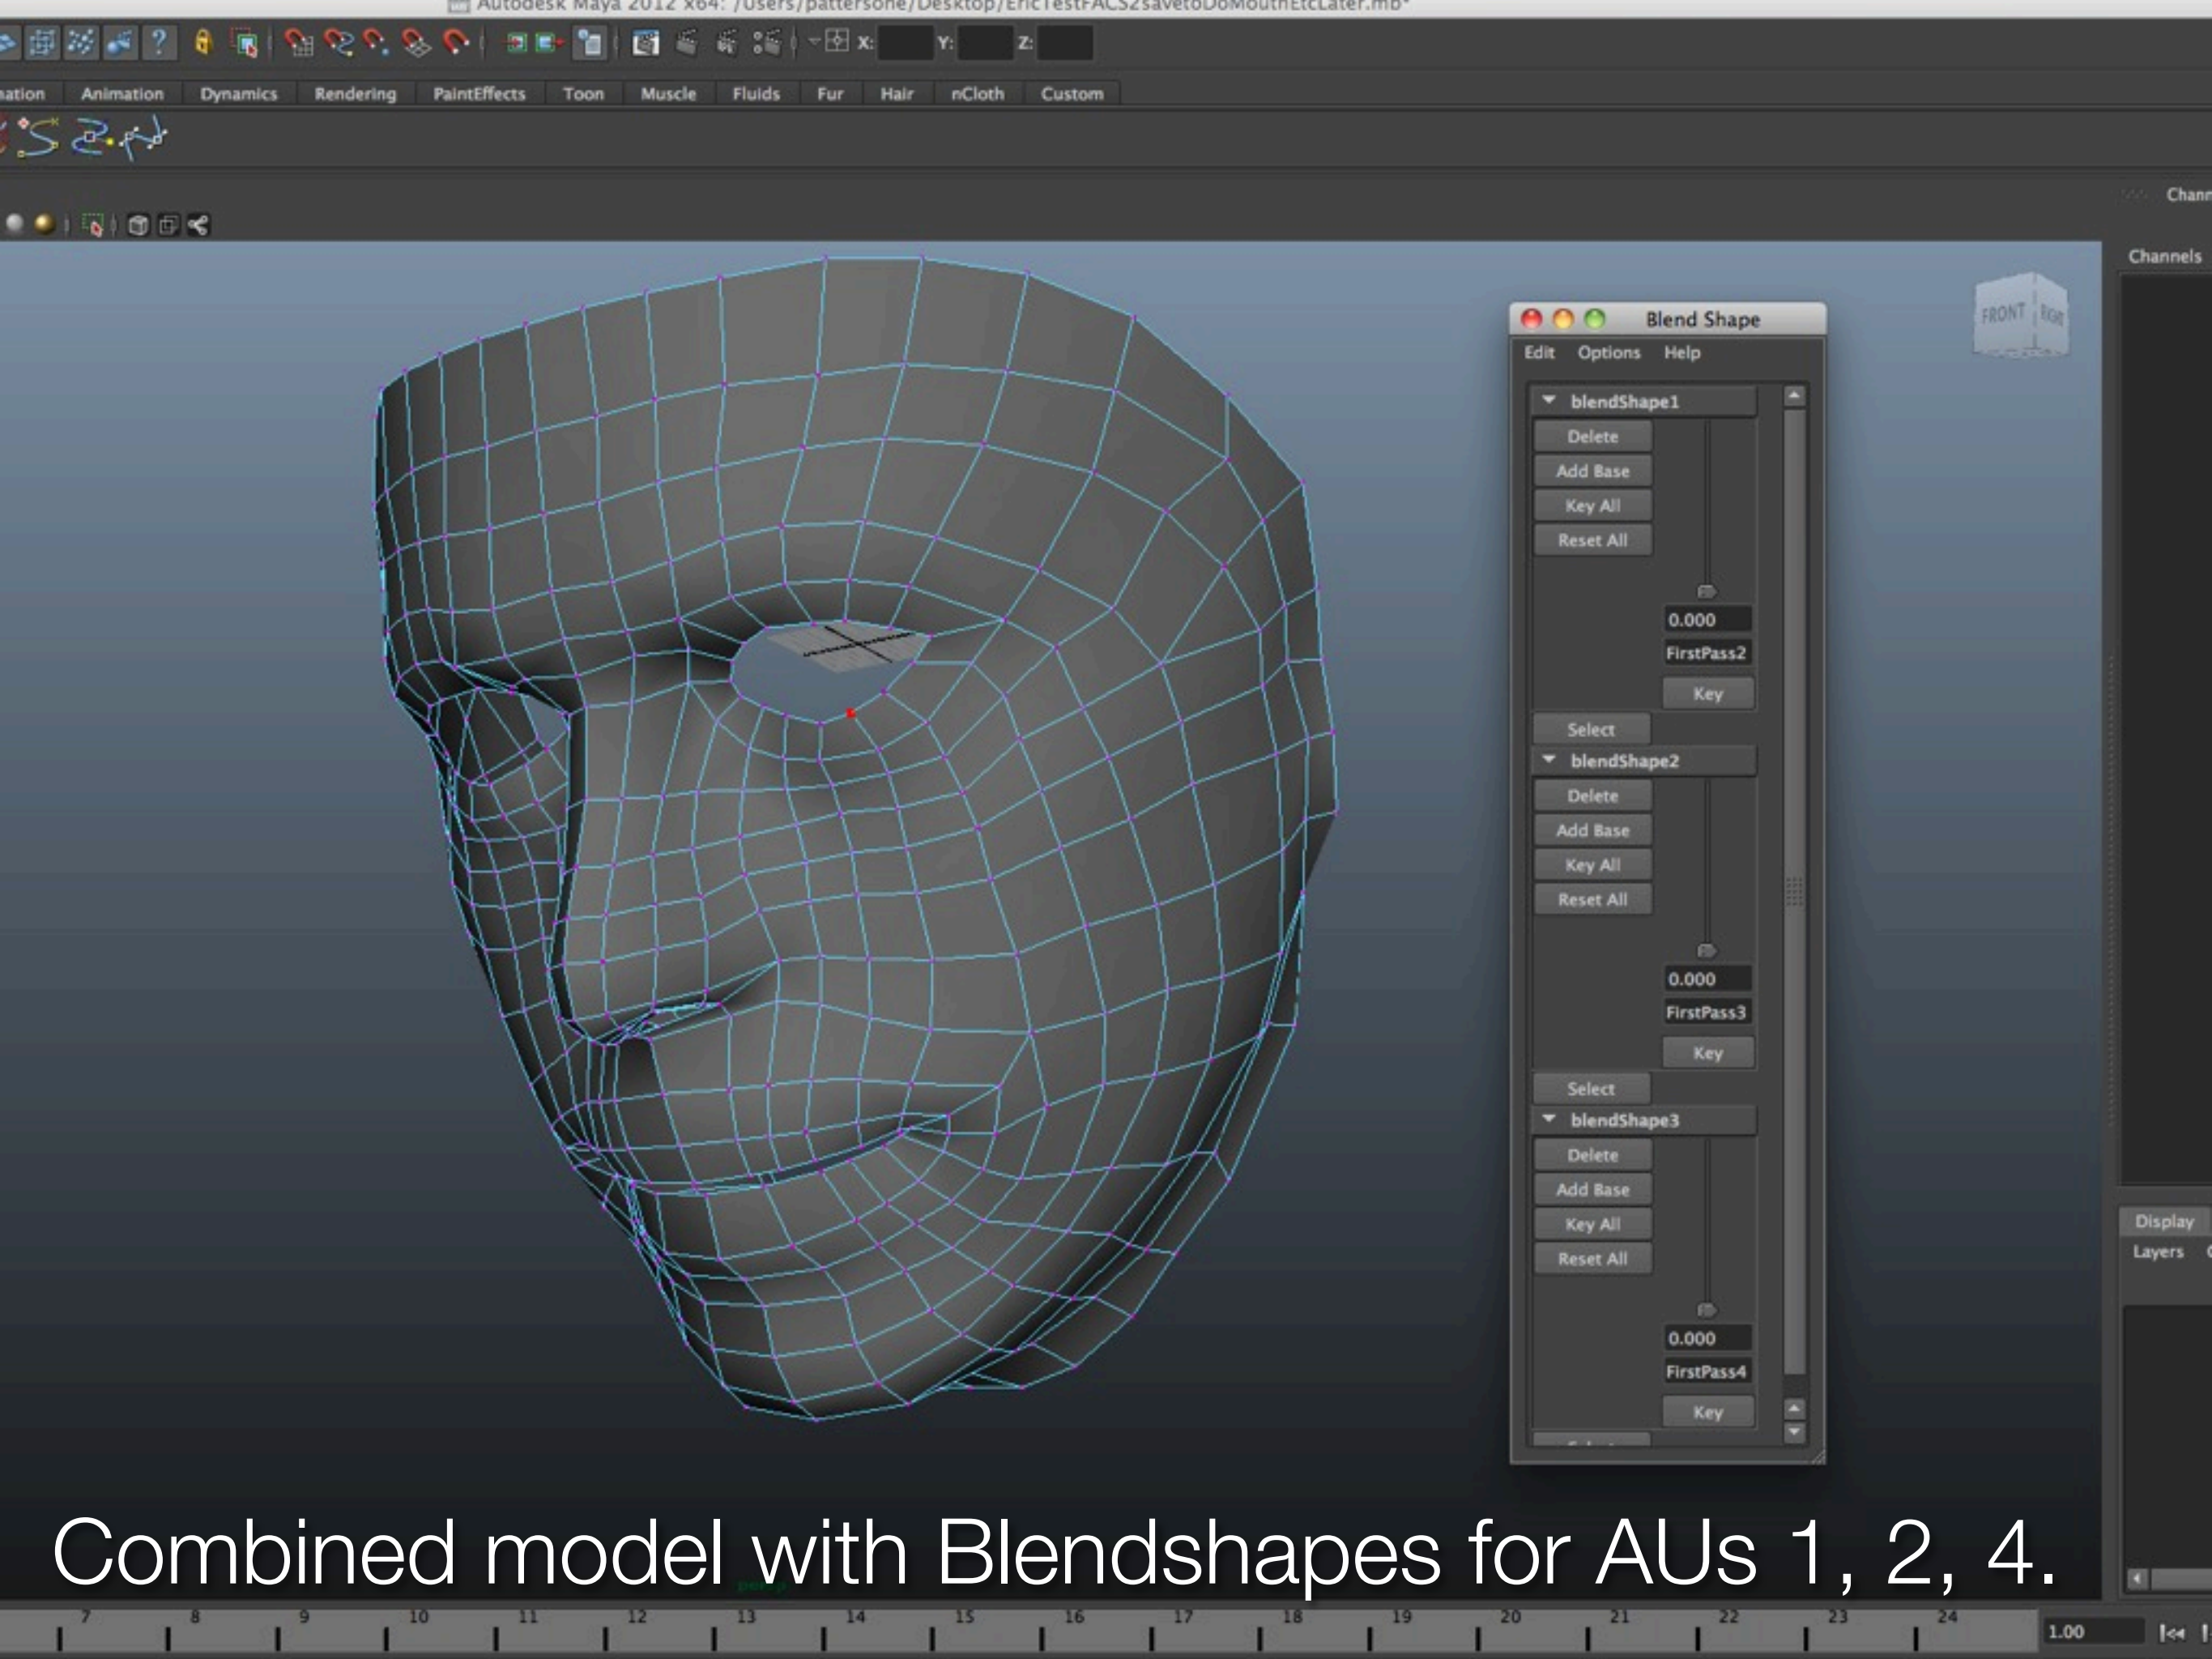 Autodesk Maya 2012 x64: /Users/pattersone/Desktop/EricTestFACS2savetoDoMouthEtcLater.mb*
X: Y: Z:
Animation Dynamics Rendering PaintEffects Toon Muscle Fluids Fur Hair nCloth Custom
Channels
FRONT
Blend Shape
Edit Options Help
blendShape1
Delete
Add Base
Key All
Reset All
0.000
FirstPass2
Key
Select
blendShape2
Delete
Add Base
Key All
Reset All
0.000
FirstPass3
Key
Select
blendShape3
Delete
Add Base
Key All
Reset All
0.000
FirstPass4
Key
Display
Layers
Combined model with Blendshapes for AUs 1, 2, 4.
persp
7 8 9 10 11 12 13 14 15 16 17 18 19 20 21 22 23 24
1.00